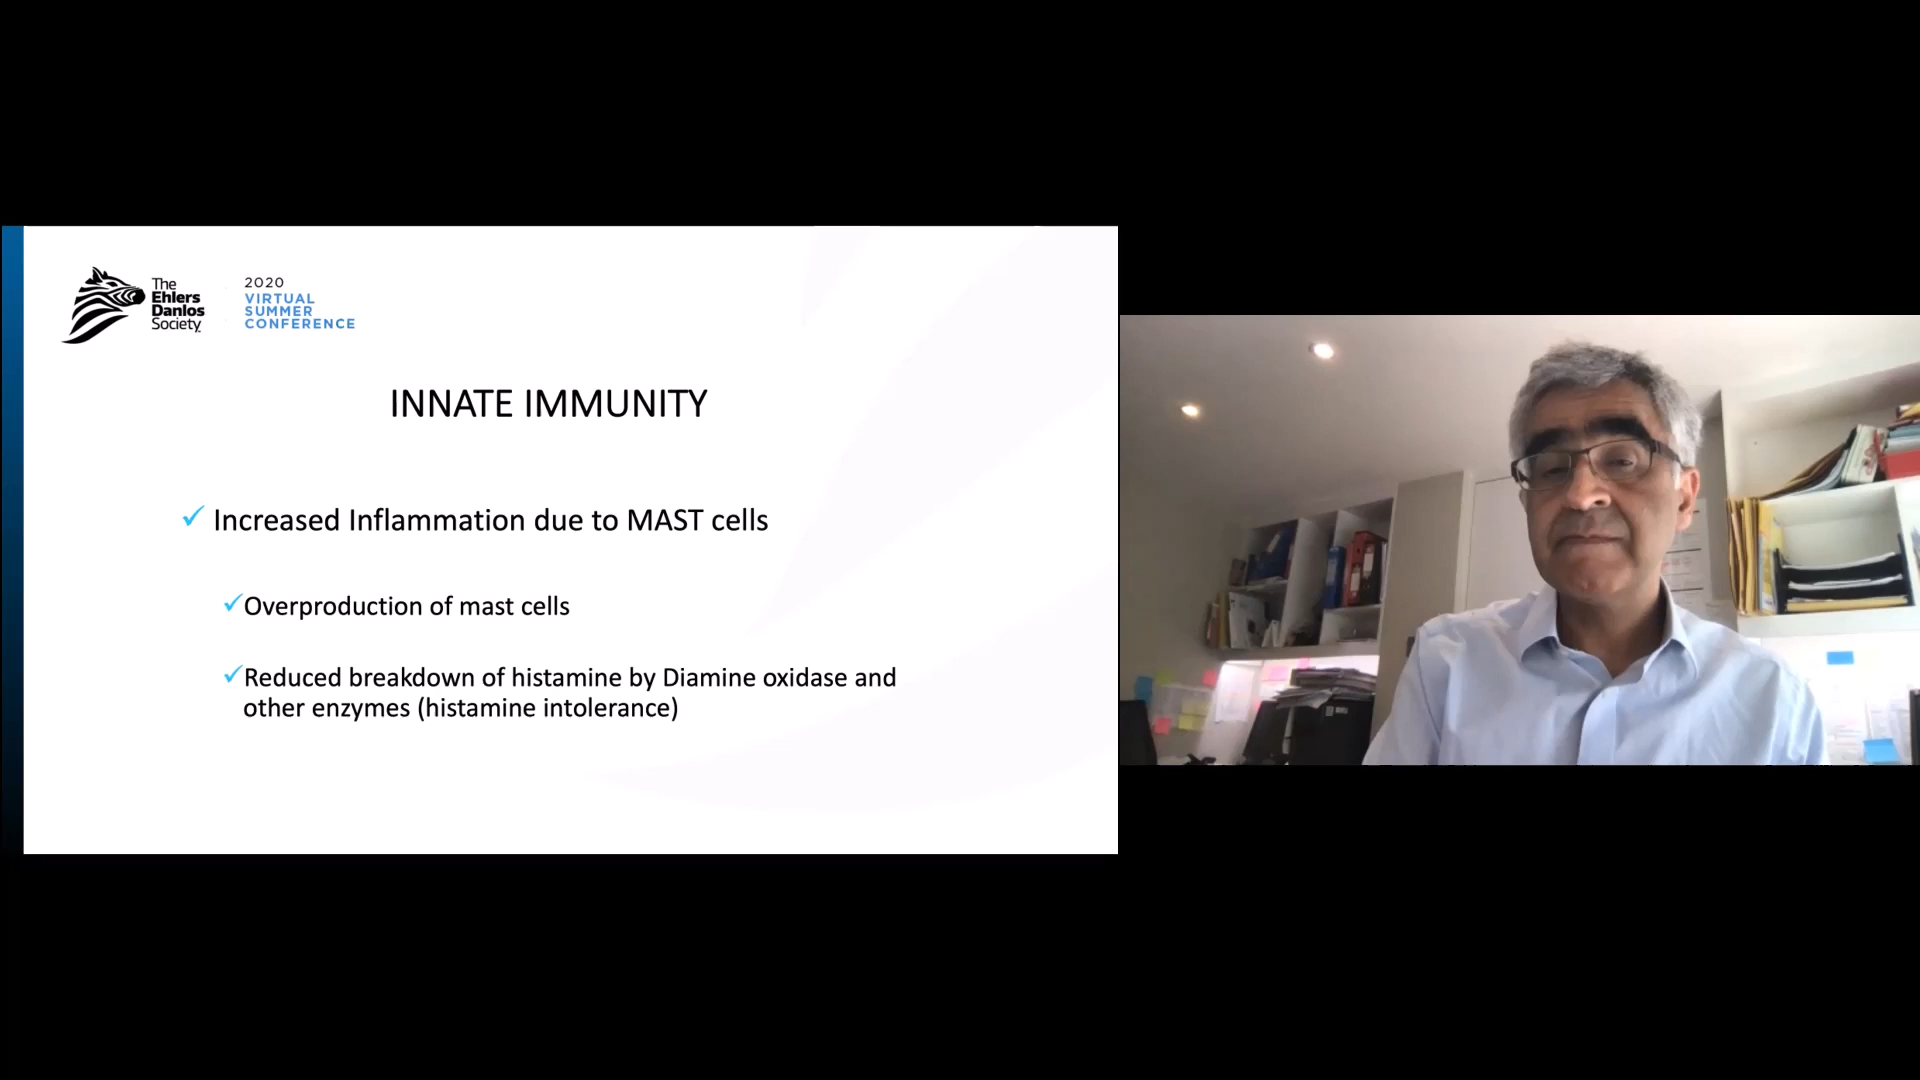 The
Ehlers
Danlos
Society
2020
VIRTUAL
SUMMER
CONFERENCE
INNATE IMMUNITY
✓ Increased Inflammation due to MAST cells
✓Overproduction of mast cells
✓Reduced breakdown of histamine by Diamine oxidase and
other enzymes (histamine intolerance)